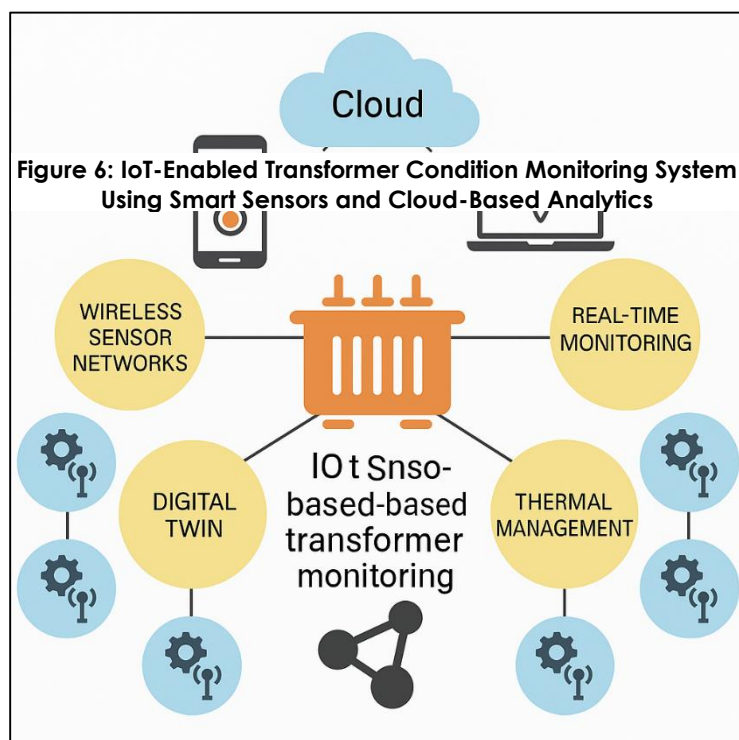 Cloud
Figure 6: IoT-Enabled Transformer Condition Monitoring System
Using Smart Sensors and Cloud-Based Analytics
WIRELESS
SENSOR
NETWORKS
REAL-TIME
MONITORING
DIGITAL
TWIN
IOt Snso-
based-based
transformer
monitoring
THERMAL
MANAGEMENT